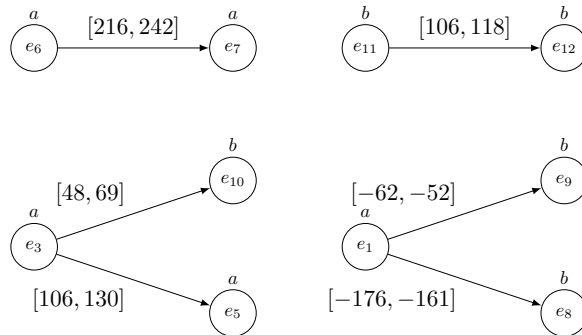 a a b b
[216, 242] [106, 118]
e6 e7 e11 e12
b b
[48, 69] [−62, −52]
e10 e9
a a
e3 e1
a b
[106, 130] [−176, −161]
e5 e8